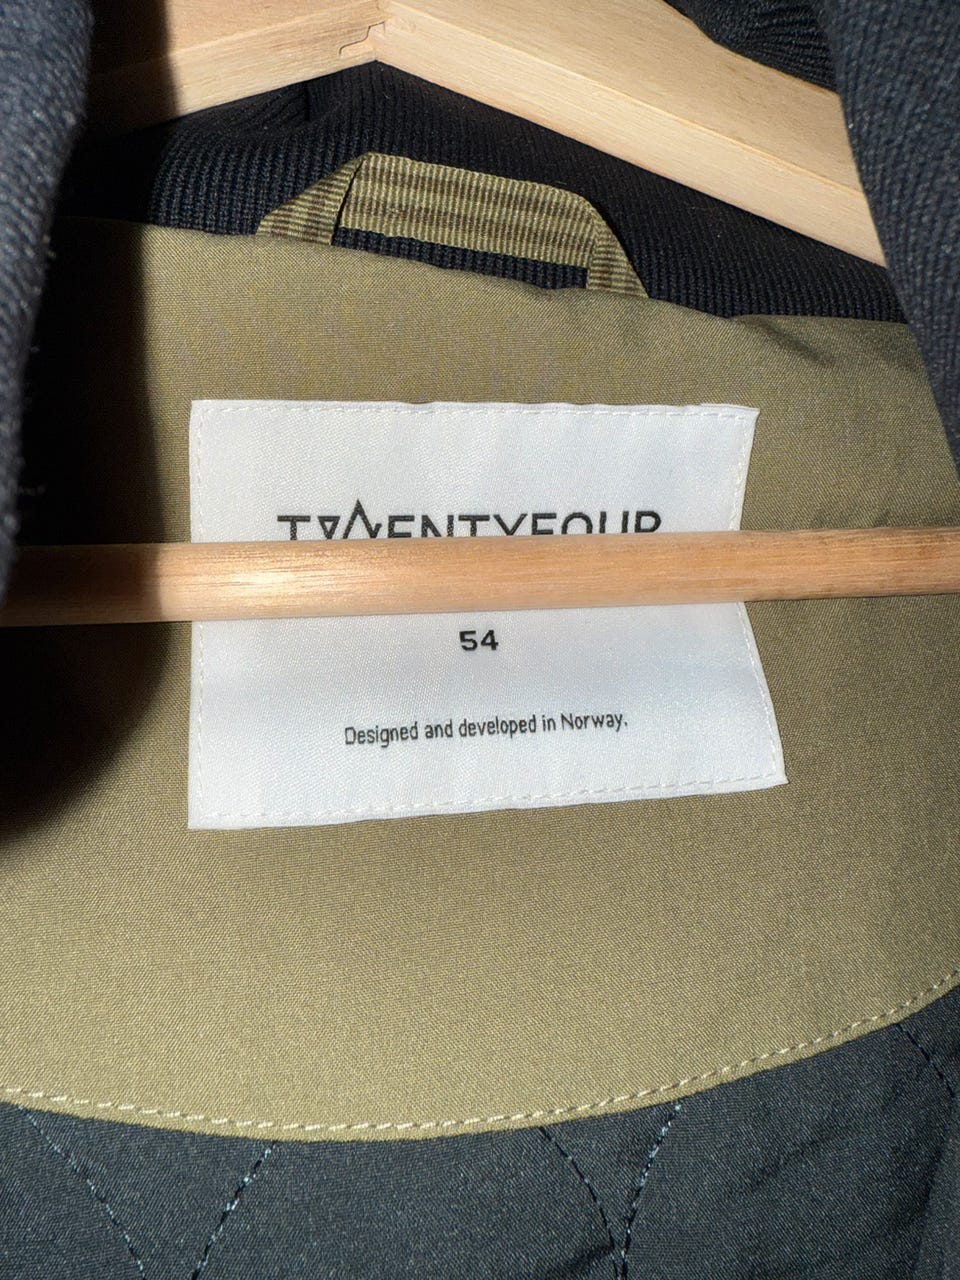 TWENTYFOUR
54
Designed and developed in Norway.